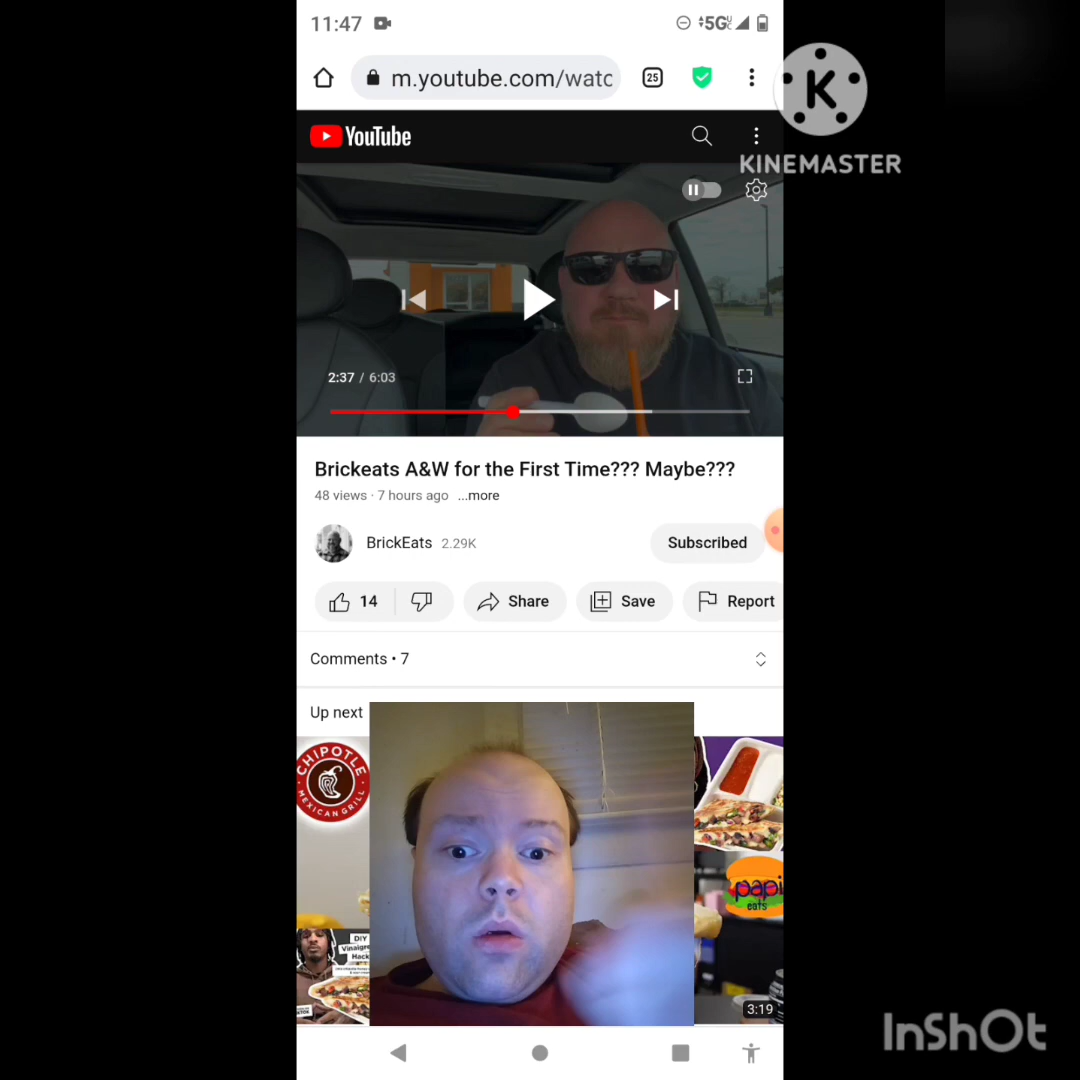 11:47
5G
m.youtube.com/watc
25
KINEMASTER
K
YouTube
2:37 / 6:03
Brickeats A&W for the First Time??? Maybe???
48 views · 7 hours ago ...more
BrickEats 2.29K
Subscribed
14
Share
Save
Report
Comments • 7
Up next
CHIPOTLE
MEXICAN GRILL
papi
eats
DIY
Vinaigre
Hack
3:19
InShOt